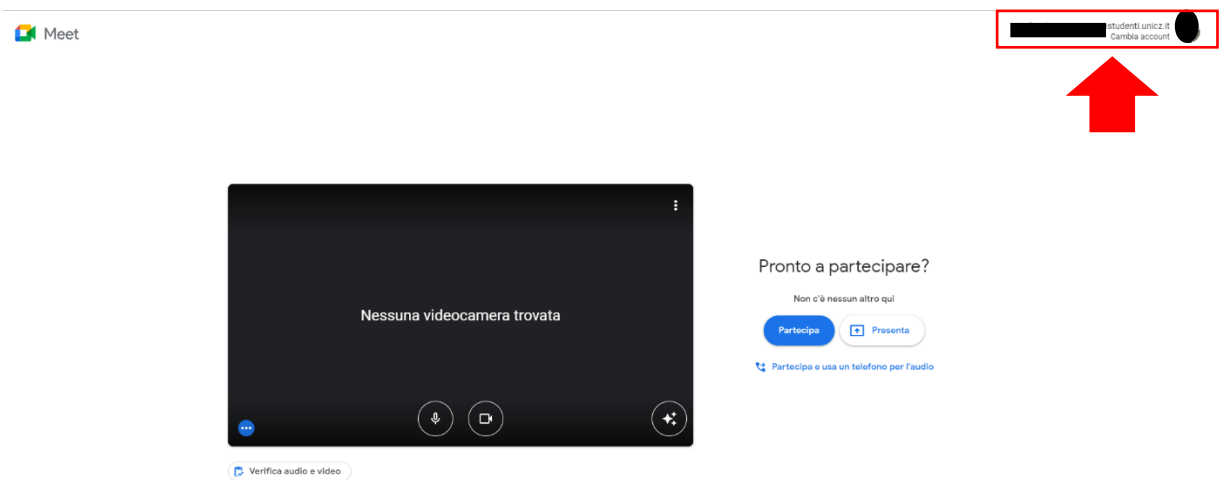 Meet
studenti.unicz.it
Cambia account
Nessuna videocamera trovata
Pronto a partecipare?
Non c'è nessun altro qui
Partecipa
Presenta
Partecipa e usa un telefono per l'audio
Verifica audio e video